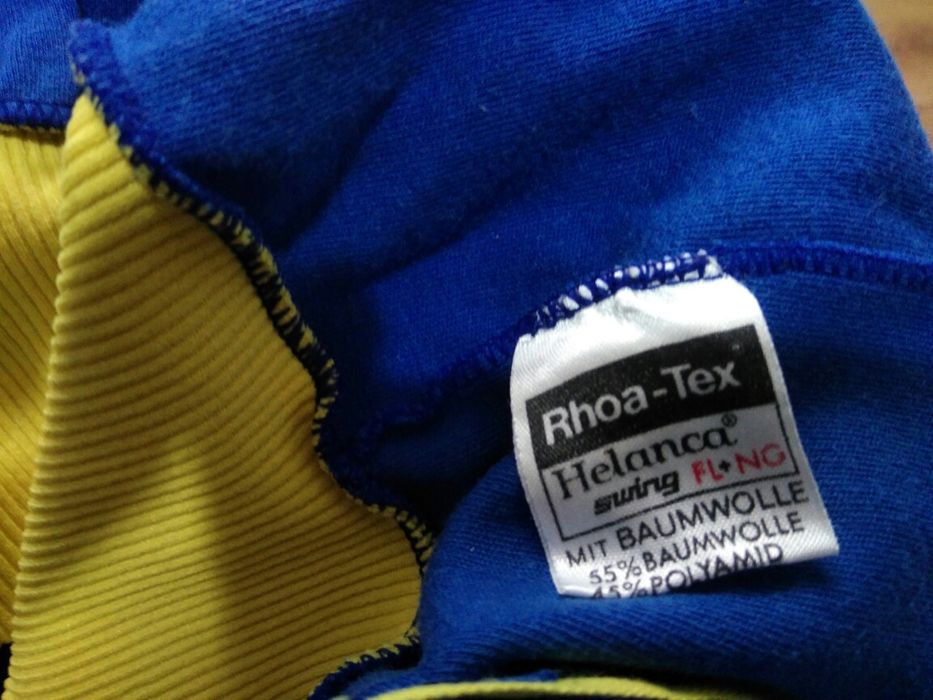 Rhoa-Tex
Helanca®
swing FL+NG
MIT BAUMWOLLE
55% BAUMWOLLE
45% POLYAMID